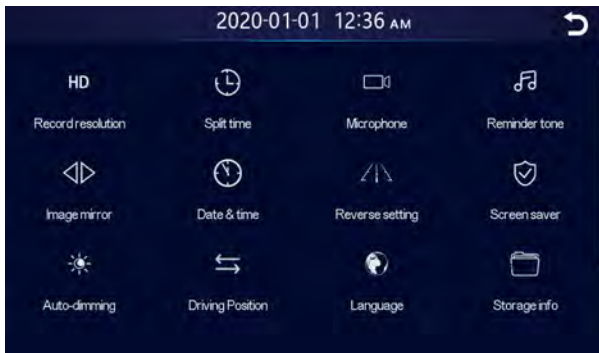 2020-01-01 12:36 AM
HD
Record resolution
Split time
Microphone
Reminder tone
Image mirror
Date & time
Reverse setting
Screen saver
Auto-dimming
Driving Position
Language
Storage info